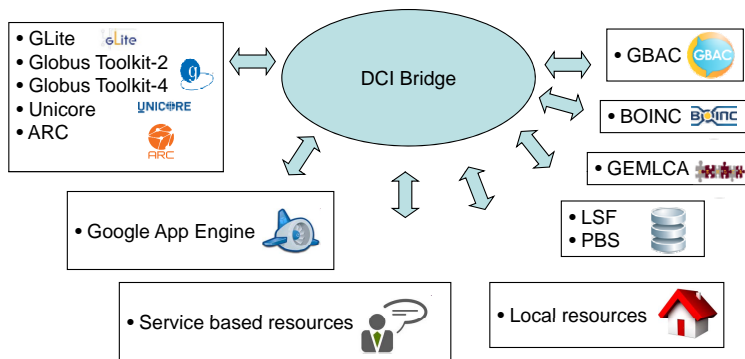 • GLite
gLite
• Globus Toolkit-2
g
• Globus Toolkit-4
• Unicore
UNICORE
• ARC
ARC
DCI Bridge
• GBAC
GBAC
• BOINC
BOINC
• GEMLCA
• LSF
• PBS
• Google App Engine
• Service based resources
• Local resources